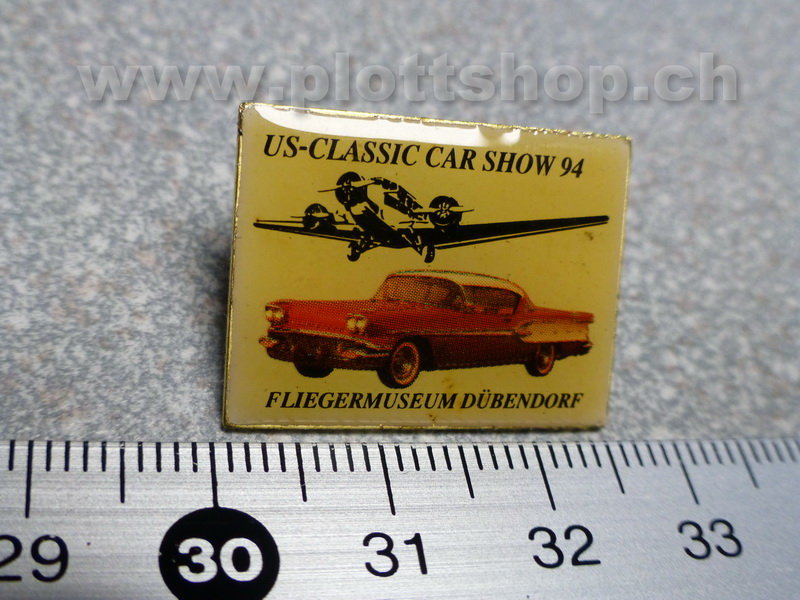 www.plottshop.ch
US-CLASSIC CAR SHOW 94
FLIEGERMUSEUM DÜBENDORF
29 30 31 32 33